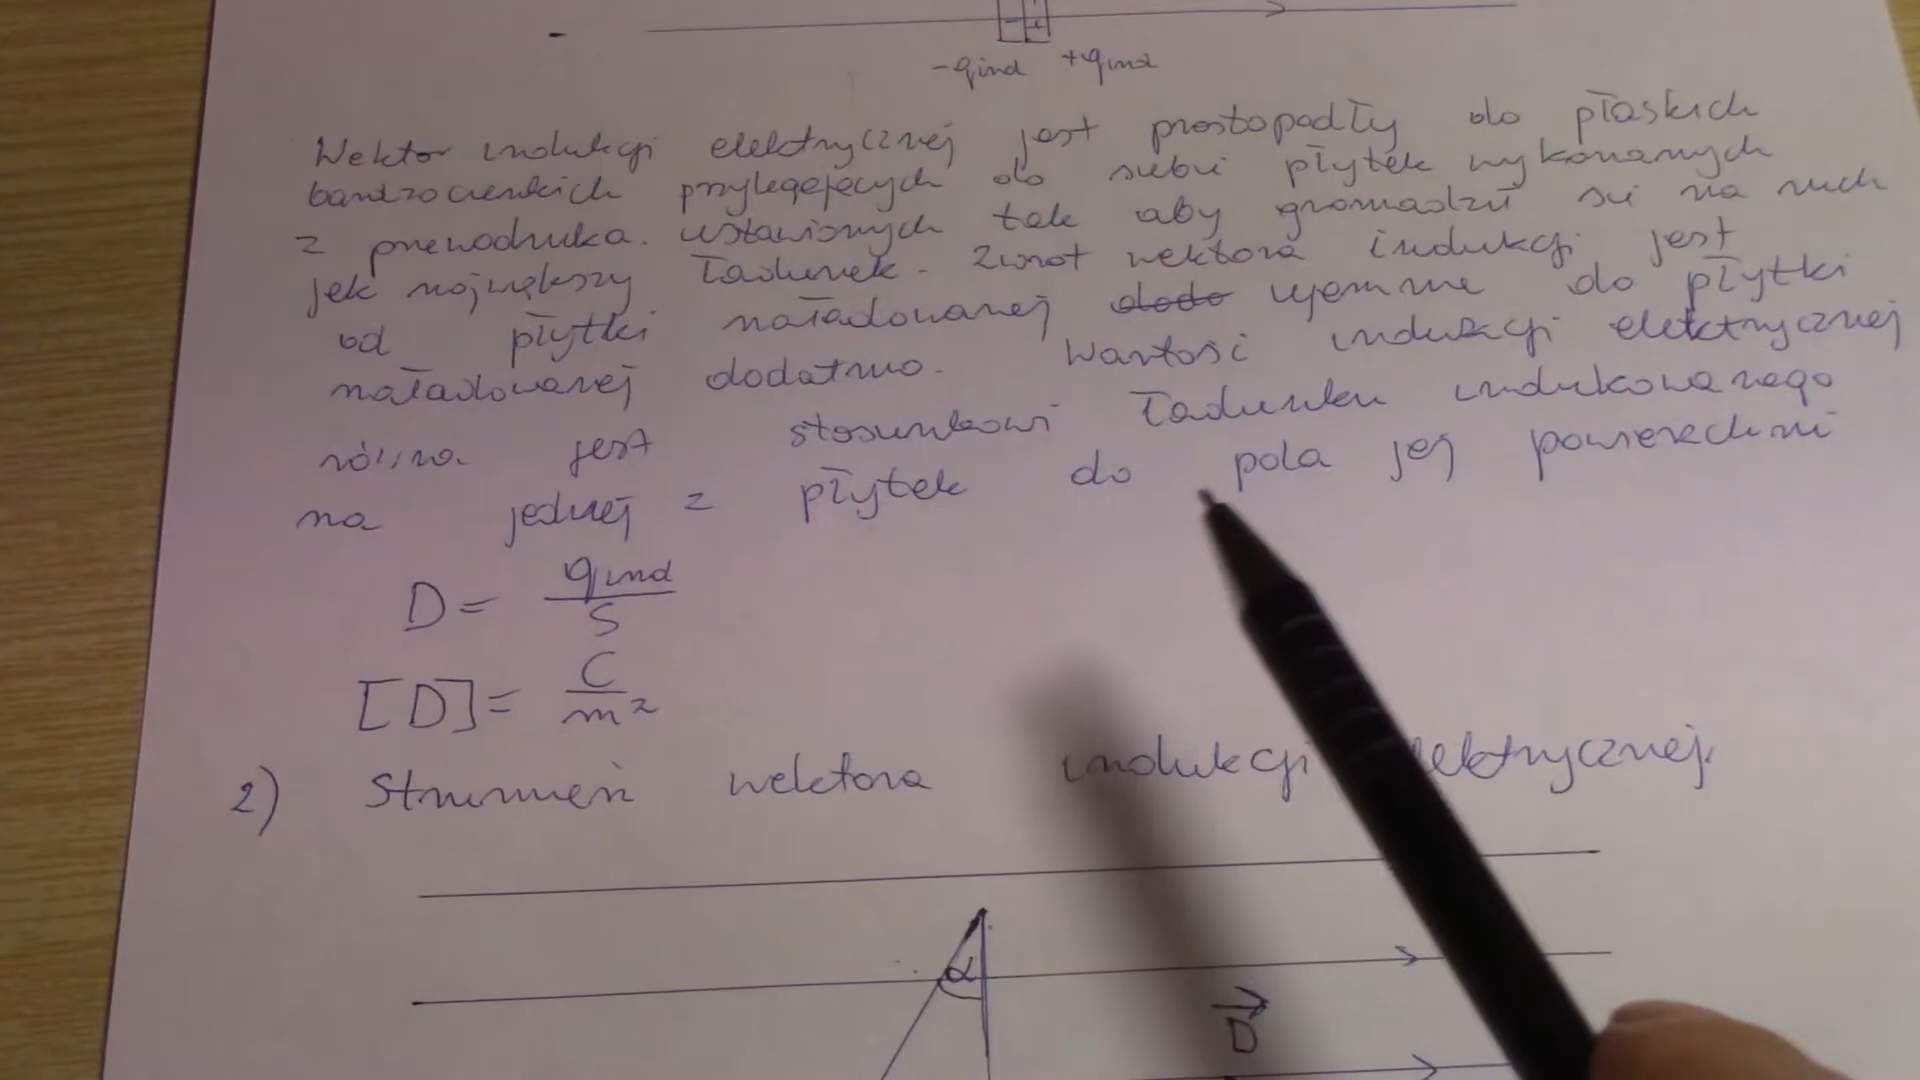 -
- +
-qind +qind
Wektor indukcji elektrycznej jest prostopadły do płaskich
bardzo cienkich przylegających do siebie płytek wykonanych
z przewodnika. ustawionych tak aby gromadził się na nich
jak największy ładunek. Zwrot wektora indukcji jest
od płytki naładowanej dodo ujemnie do płytki
naładowanej dodatnio. Wartość indukcji elektrycznej
równa jest stosunkowi ładunku indukowanego
na jednej z płytek do pola jej powierzchni
D = qind / S
[D] = C / m²
2) Strumień wektora indukcji elektrycznej.
α
D